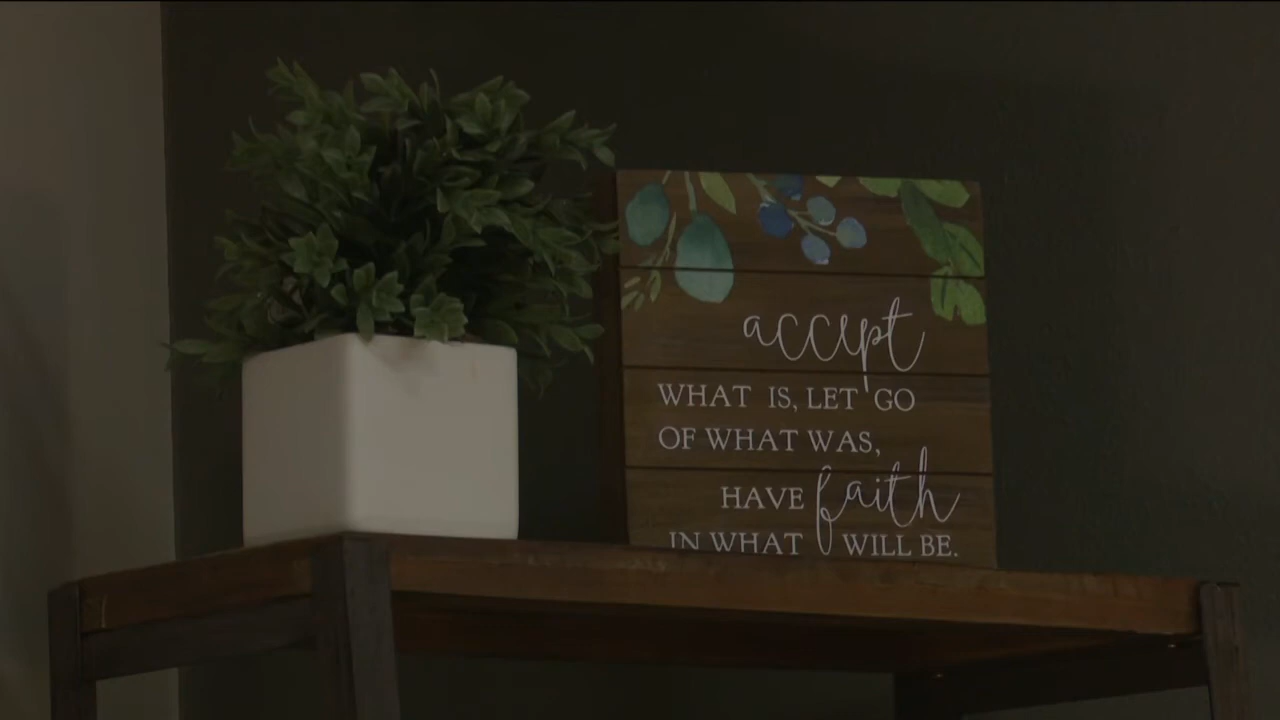 accept
WHAT IS, LET GO
OF WHAT WAS,
HAVE faith
IN WHAT WILL BE.